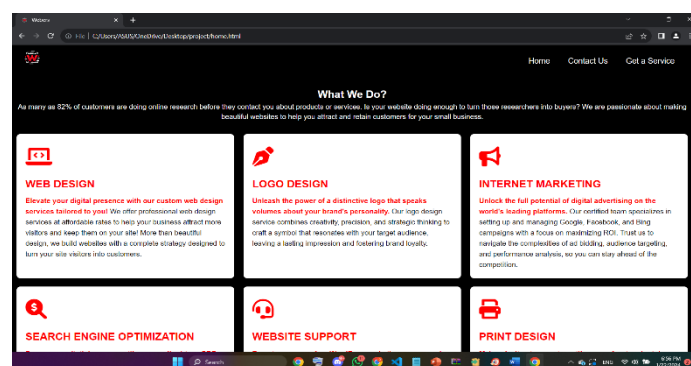 Webserv
File
C:/Users/ASUS/OneDrive/Desktop/project/home.html
Home
Contact Us
Get a Service
What We Do?
As many as 82% of customers are doing online research before they contact you about products or services. Is your website doing enough to turn those researchers into buyers? We are passionate about making
beautiful websites to help you attract and retain customers for your small business.
WEB DESIGN
Elevate your digital presence with our custom web design
services tailored to you! We offer professional web design
services at affordable rates to help your business attract more
visitors and keep them on your site! More than beautiful
design, we build websites with a complete strategy designed to
turn your site visitors into customers.
LOGO DESIGN
Unleash the power of a distinctive logo that speaks
volumes about your brand's personality. Our logo design
service combines creativity, precision, and strategic thinking to
craft a symbol that resonates with your target audience,
leaving a lasting impression and fostering brand loyalty.
INTERNET MARKETING
Unlock the full potential of digital advertising on the
world's leading platforms. Our certified team specializes in
setting up and managing Google, Facebook, and Bing
campaigns with a focus on maximizing ROI. Trust us to
navigate the complexities of ad bidding, audience targeting,
and performance analysis, so you can stay ahead of the
competition.
SEARCH ENGINE OPTIMIZATION
WEBSITE SUPPORT
PRINT DESIGN
Search
ENG
6:56 PM